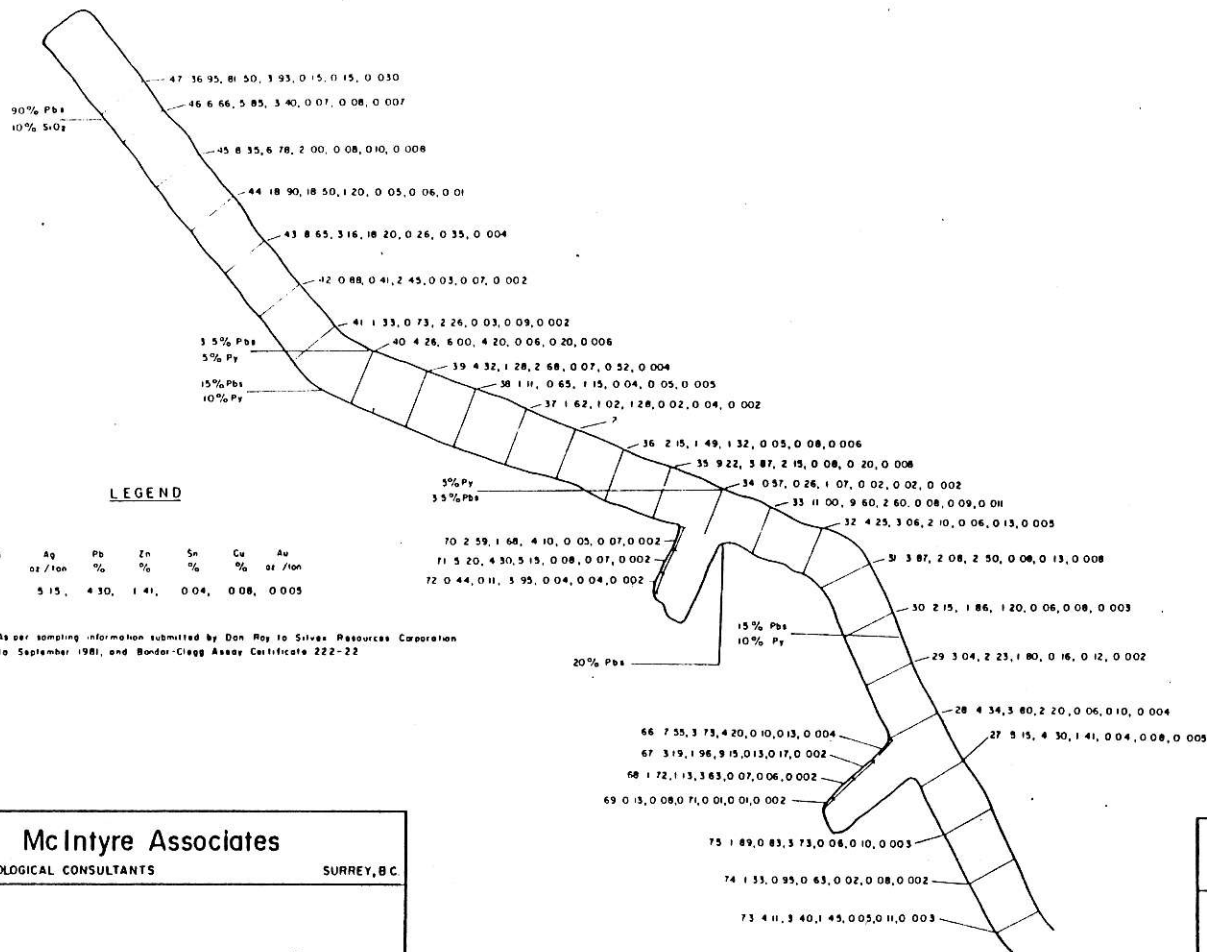 47 36 95, 81 50, 3 93, 0 15, 0 15, 0 030
46 6 66, 5 85, 3 40, 0 07, 0 08, 0 007
90% Pbs
10% SiO2
45 8 35, 6 78, 2 00, 0 08, 0 10, 0 008
44 18 90, 18 50, 1 20, 0 05, 0 06, 0 01
43 8 65, 3 16, 18 20, 0 26, 0 35, 0 004
42 0 88, 0 41, 2 45, 0 03, 0 07, 0 002
41 1 33, 0 73, 2 26, 0 03, 0 09, 0 002
3 5% Pbs
5% Py
40 4 26, 6 00, 4 20, 0 06, 0 20, 0 006
39 4 32, 1 28, 2 68, 0 07, 0 52, 0 004
15% Pbs
10% Py
38 1 11, 0 65, 1 15, 0 04, 0 05, 0 005
37 1 62, 1 02, 1 28, 0 02, 0 04, 0 002
?
36 2 15, 1 49, 1 32, 0 05, 0 08, 0 006
35 9 22, 3 87, 2 15, 0 08, 0 20, 0 008
5% Py
3 5% Pbs
34 0 57, 0 26, 1 07, 0 02, 0 02, 0 002
33 11 00, 9 60, 2 60, 0 08, 0 09, 0 011
32 4 25, 3 06, 2 10, 0 06, 0 13, 0 005
LEGEND
Ag Pb Zn Sn Cu Au
oz /ton % % % % oz /ton
5 15, 4 30, 1 41, 0 04, 0 08, 0 005
70 2 59, 1 68, 4 10, 0 05, 0 07, 0 002
71 5 20, 4 30, 5 15, 0 08, 0 07, 0 002
72 0 44, 0 11, 3 95, 0 04, 0 04, 0 002
31 3 87, 2 08, 2 50, 0 08, 0 13, 0 008
30 2 15, 1 86, 1 20, 0 06, 0 08, 0 003
As per sampling information submitted by Don Roy to Silvex Resources Corporation
September 1981, and Bondar-Clegg Assay Certificate 222-22
15% Pbs
10% Py
20% Pbs
29 3 04, 2 23, 1 80, 0 16, 0 12, 0 002
28 4 34, 3 80, 2 20, 0 06, 0 10, 0 004
27 5 15, 4 30, 1 41, 0 04, 0 08, 0 005
66 7 55, 3 73, 4 20, 0 10, 0 13, 0 004
67 3 19, 1 96, 9 15, 0 13, 0 17, 0 002
68 1 72, 1 13, 3 63, 0 07, 0 06, 0 002
69 0 13, 0 08, 0 71, 0 01, 0 01, 0 002
75 1 89, 0 83, 3 73, 0 06, 0 10, 0 003
74 1 33, 0 95, 0 63, 0 02, 0 08, 0 002
73 4 11, 3 40, 1 45, 0 05, 0 11, 0 003
McIntyre Associates
OLOGICAL CONSULTANTS SURREY, B C.